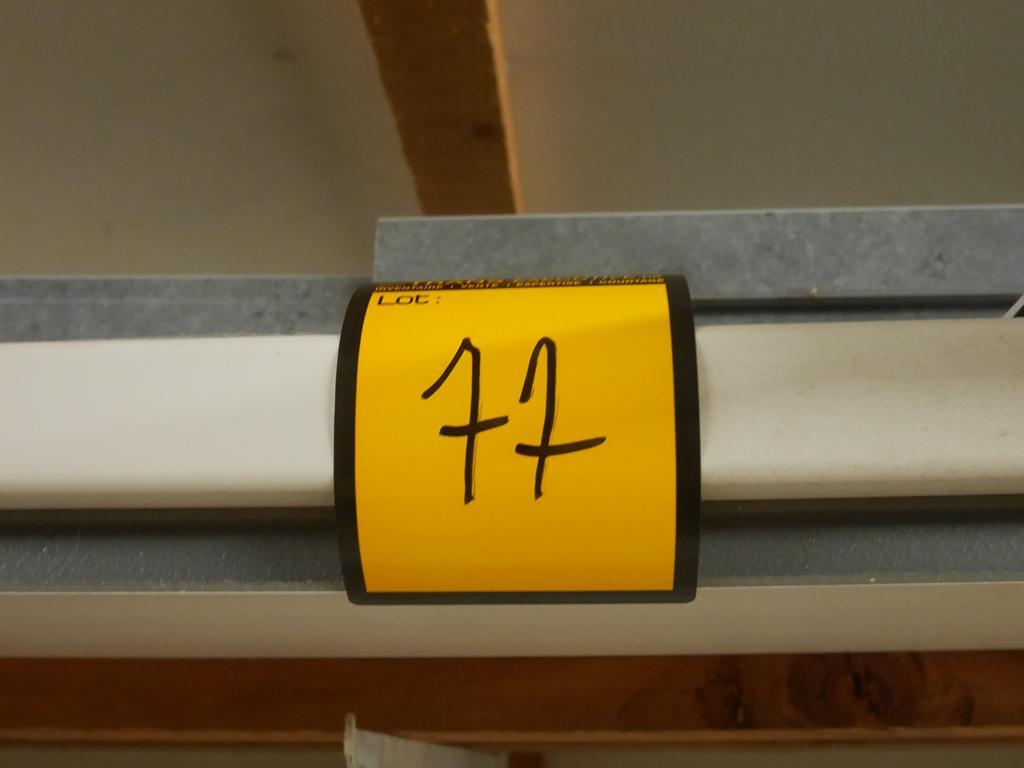 INVENTAIRE / VENTE / EXPERTISE / COURTAGE
LOT:
77